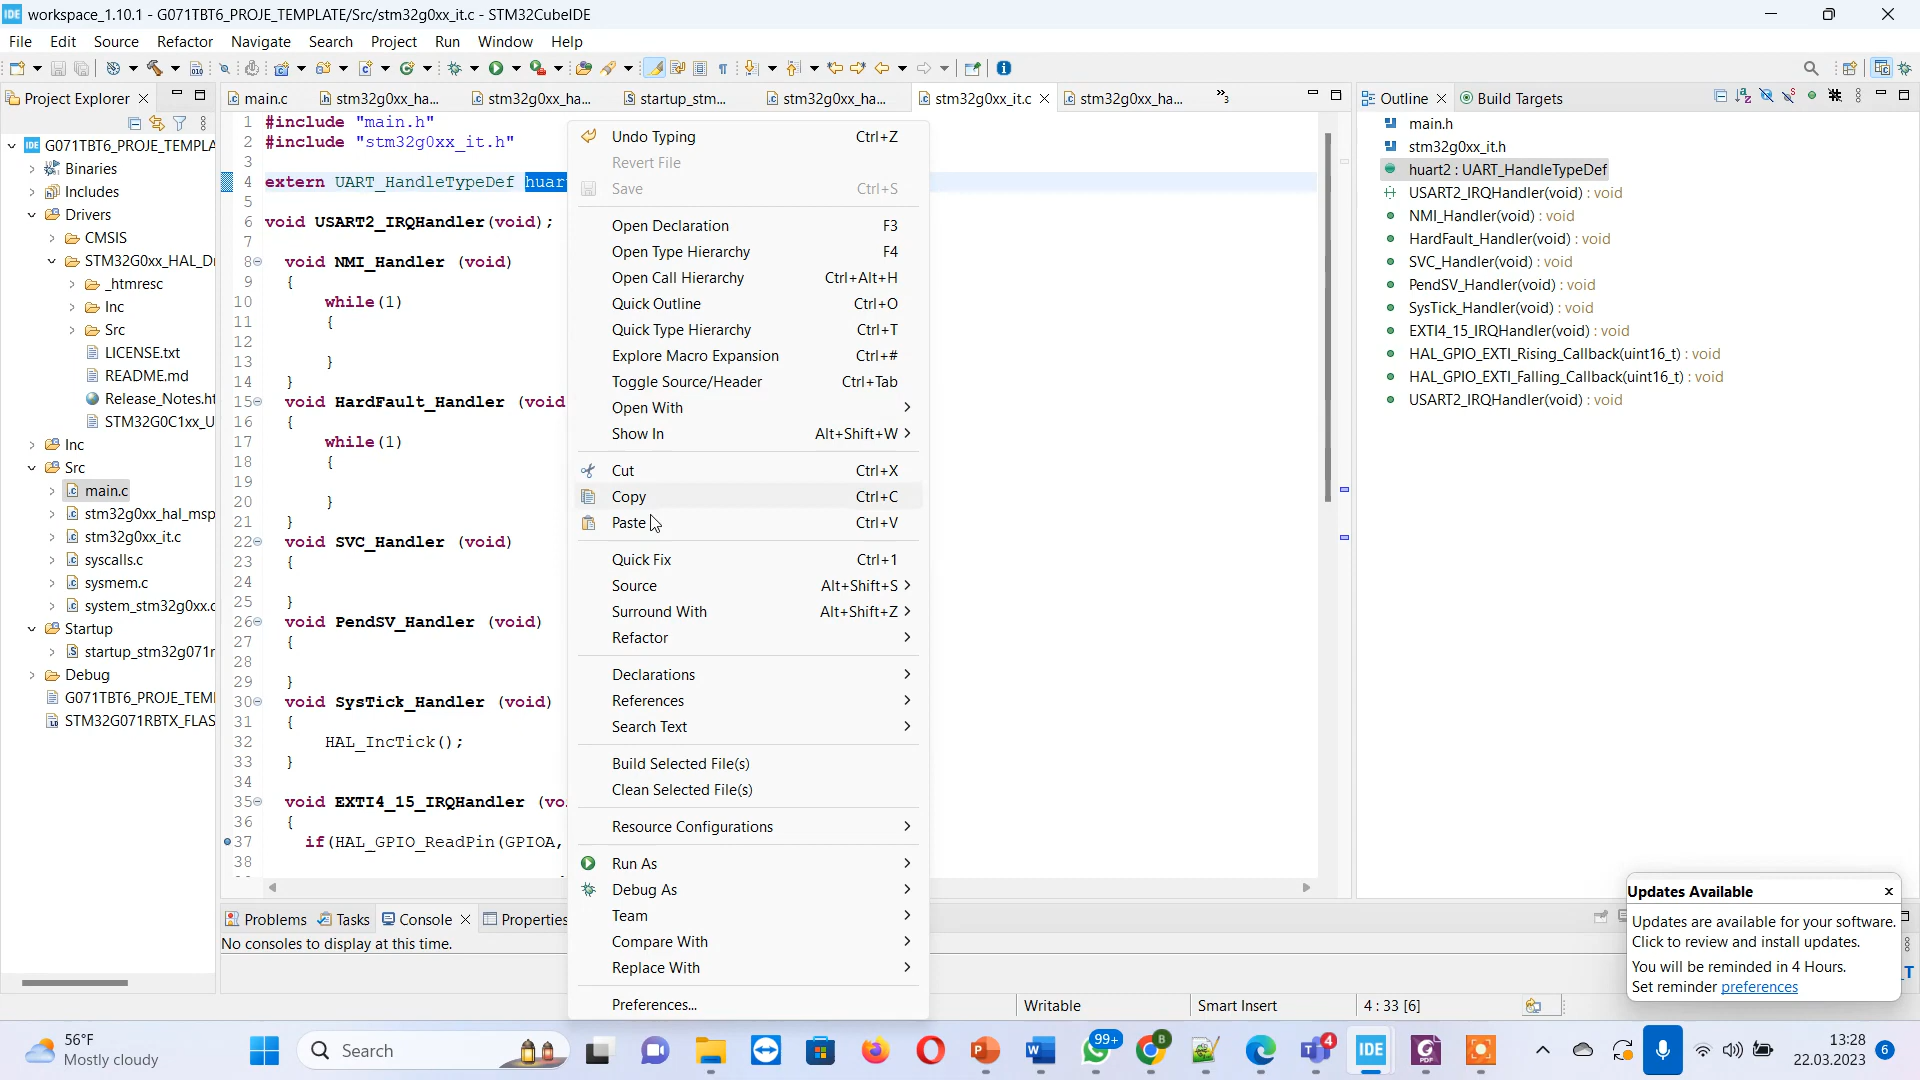 workspace_1.10.1 - G071TBT6_PROJE_TEMPLATE/Src/stm32g0xx_it.c - STM32CubeIDE
File Edit Source Refactor Navigate Search Project Run Window Help
Project Explorer
main.c stm32g0xx_ha... stm32g0xx_ha... startup_stm... stm32g0xx_ha... stm32g0xx_it.c stm32g0xx_ha... »3
Outline Build Targets
G071TBT6_PROJE_TEMPLA
Binaries
Includes
Drivers
CMSIS
STM32G0xx_HAL_D
_htmresc
Inc
Src
LICENSE.txt
README.md
Release_Notes.ht
STM32G0C1xx_U
Inc
Src
main.c
stm32g0xx_hal_msp
stm32g0xx_it.c
syscalls.c
sysmem.c
system_stm32g0xx.c
Startup
startup_stm32g071r
Debug
G071TBT6_PROJE_TEM
STM32G071RBTX_FLAS
1 #include "main.h"
2 #include "stm32g0xx_it.h"
3
4 extern UART_HandleTypeDef huar
5
6 void USART2_IRQHandler(void);
7
8 void NMI_Handler (void)
9 {
10 while(1)
11 {
12
13 }
14 }
15 void HardFault_Handler (void
16 {
17 while(1)
18 {
19
20 }
21 }
22 void SVC_Handler (void)
23 {
24
25 }
26 void PendSV_Handler (void)
27 {
28
29 }
30 void SysTick_Handler (void)
31 {
32 HAL_IncTick();
33 }
34
35 void EXTI4_15_IRQHandler (vo
36 {
37 if(HAL_GPIO_ReadPin(GPIOA,
38
Undo Typing Ctrl+Z
Revert File
Save Ctrl+S
Open Declaration F3
Open Type Hierarchy F4
Open Call Hierarchy Ctrl+Alt+H
Quick Outline Ctrl+O
Quick Type Hierarchy Ctrl+T
Explore Macro Expansion Ctrl+#
Toggle Source/Header Ctrl+Tab
Open With
Show In Alt+Shift+W
Cut Ctrl+X
Copy Ctrl+C
Paste Ctrl+V
Quick Fix Ctrl+1
Source Alt+Shift+S
Surround With Alt+Shift+Z
Refactor
Declarations
References
Search Text
Build Selected File(s)
Clean Selected File(s)
Resource Configurations
Run As
Debug As
Team
Compare With
Replace With
Preferences...
main.h
stm32g0xx_it.h
huart2 : UART_HandleTypeDef
USART2_IRQHandler(void) : void
NMI_Handler(void) : void
HardFault_Handler(void) : void
SVC_Handler(void) : void
PendSV_Handler(void) : void
SysTick_Handler(void) : void
EXTI4_15_IRQHandler(void) : void
HAL_GPIO_EXTI_Rising_Callback(uint16_t) : void
HAL_GPIO_EXTI_Falling_Callback(uint16_t) : void
USART2_IRQHandler(void) : void
Problems Tasks Console Properties
No consoles to display at this time.
Updates Available
Updates are available for your software.
Click to review and install updates.
You will be reminded in 4 Hours.
Set reminder preferences
Writable Smart Insert 4 : 33 [6]
56°F
Mostly cloudy
Search
99+
B
4
IDE
PDF
13:28
22.03.2023
6